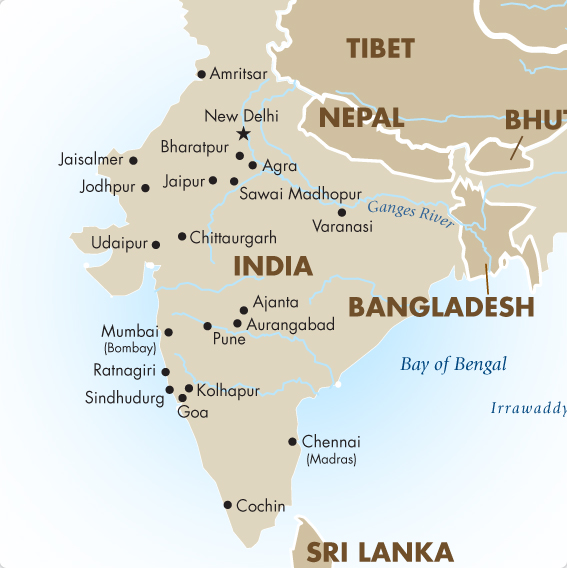 TIBET
Amritsar
New Delhi
NEPAL
BHUT
Bharatpur
Jaisalmer
Agra
Jodhpur
Jaipur
Sawai Madhopur
Ganges River
Varanasi
Udaipur
Chittaurgarh
INDIA
Ajanta
BANGLADESH
Aurangabad
Mumbai
(Bombay)
Pune
Bay of Bengal
Ratnagiri
Kolhapur
Sindhudurg
Goa
Irrawaddy
Chennai
(Madras)
Cochin
SRI LANKA